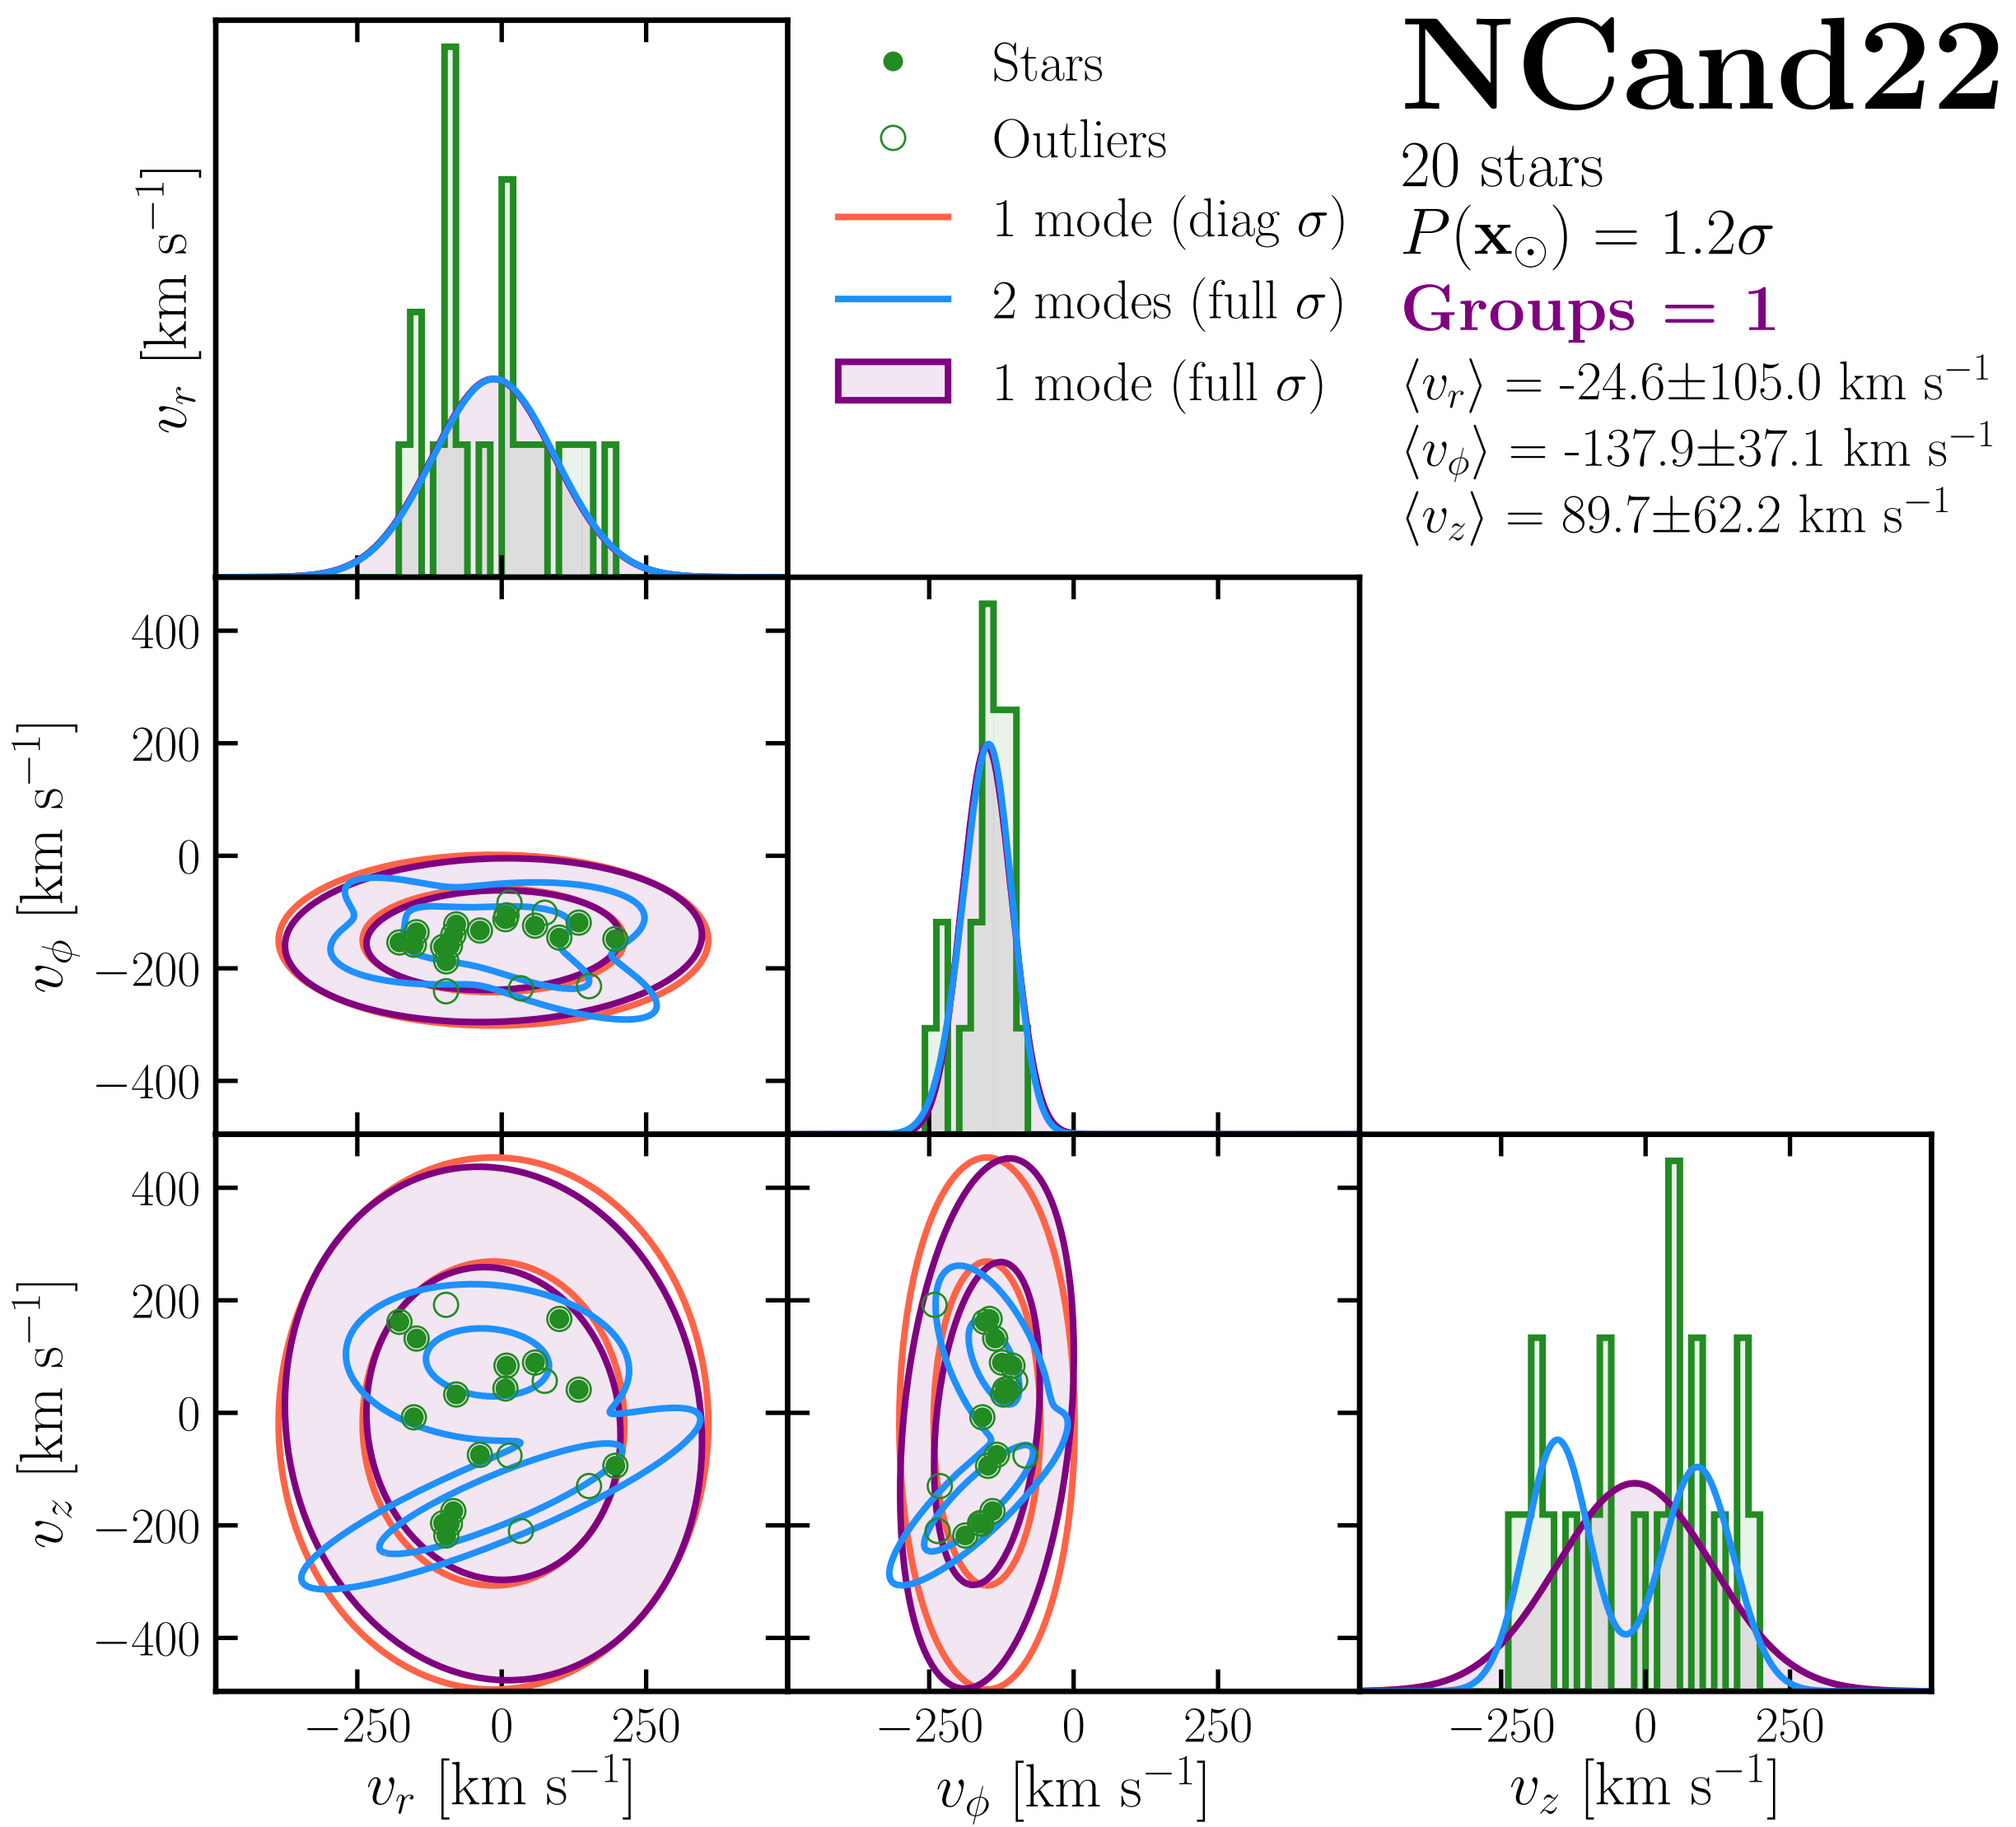 NCand22
20 stars
P(x⊙) = 1.2σ
Groups = 1
⟨v_r⟩ = -24.6±105.0 km s⁻¹
⟨v_ϕ⟩ = -137.9±37.1 km s⁻¹
⟨v_z⟩ = 89.7±62.2 km s⁻¹
Stars
Outliers
1 mode (diag σ)
2 modes (full σ)
1 mode (full σ)
v_r [km s⁻¹]
400
200
0
−200
−400
v_ϕ [km s⁻¹]
400
200
0
−200
−400
v_z [km s⁻¹]
−250 0 250
−250 0 250
−250 0 250
v_r [km s⁻¹]
v_ϕ [km s⁻¹]
v_z [km s⁻¹]